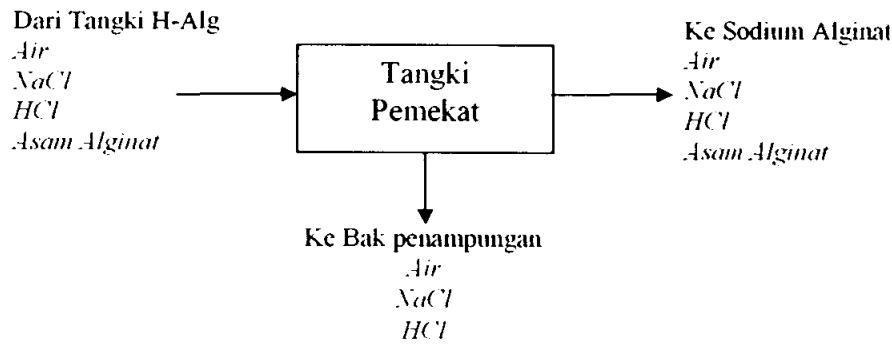 Dari Tangki H-Alg
Air
NaCl
HCl
Asam Alginat
Tangki
Pemekat
Ke Sodium Alginat
Air
NaCl
HCl
Asam Alginat
Ke Bak penampungan
Air
NaCl
HCl